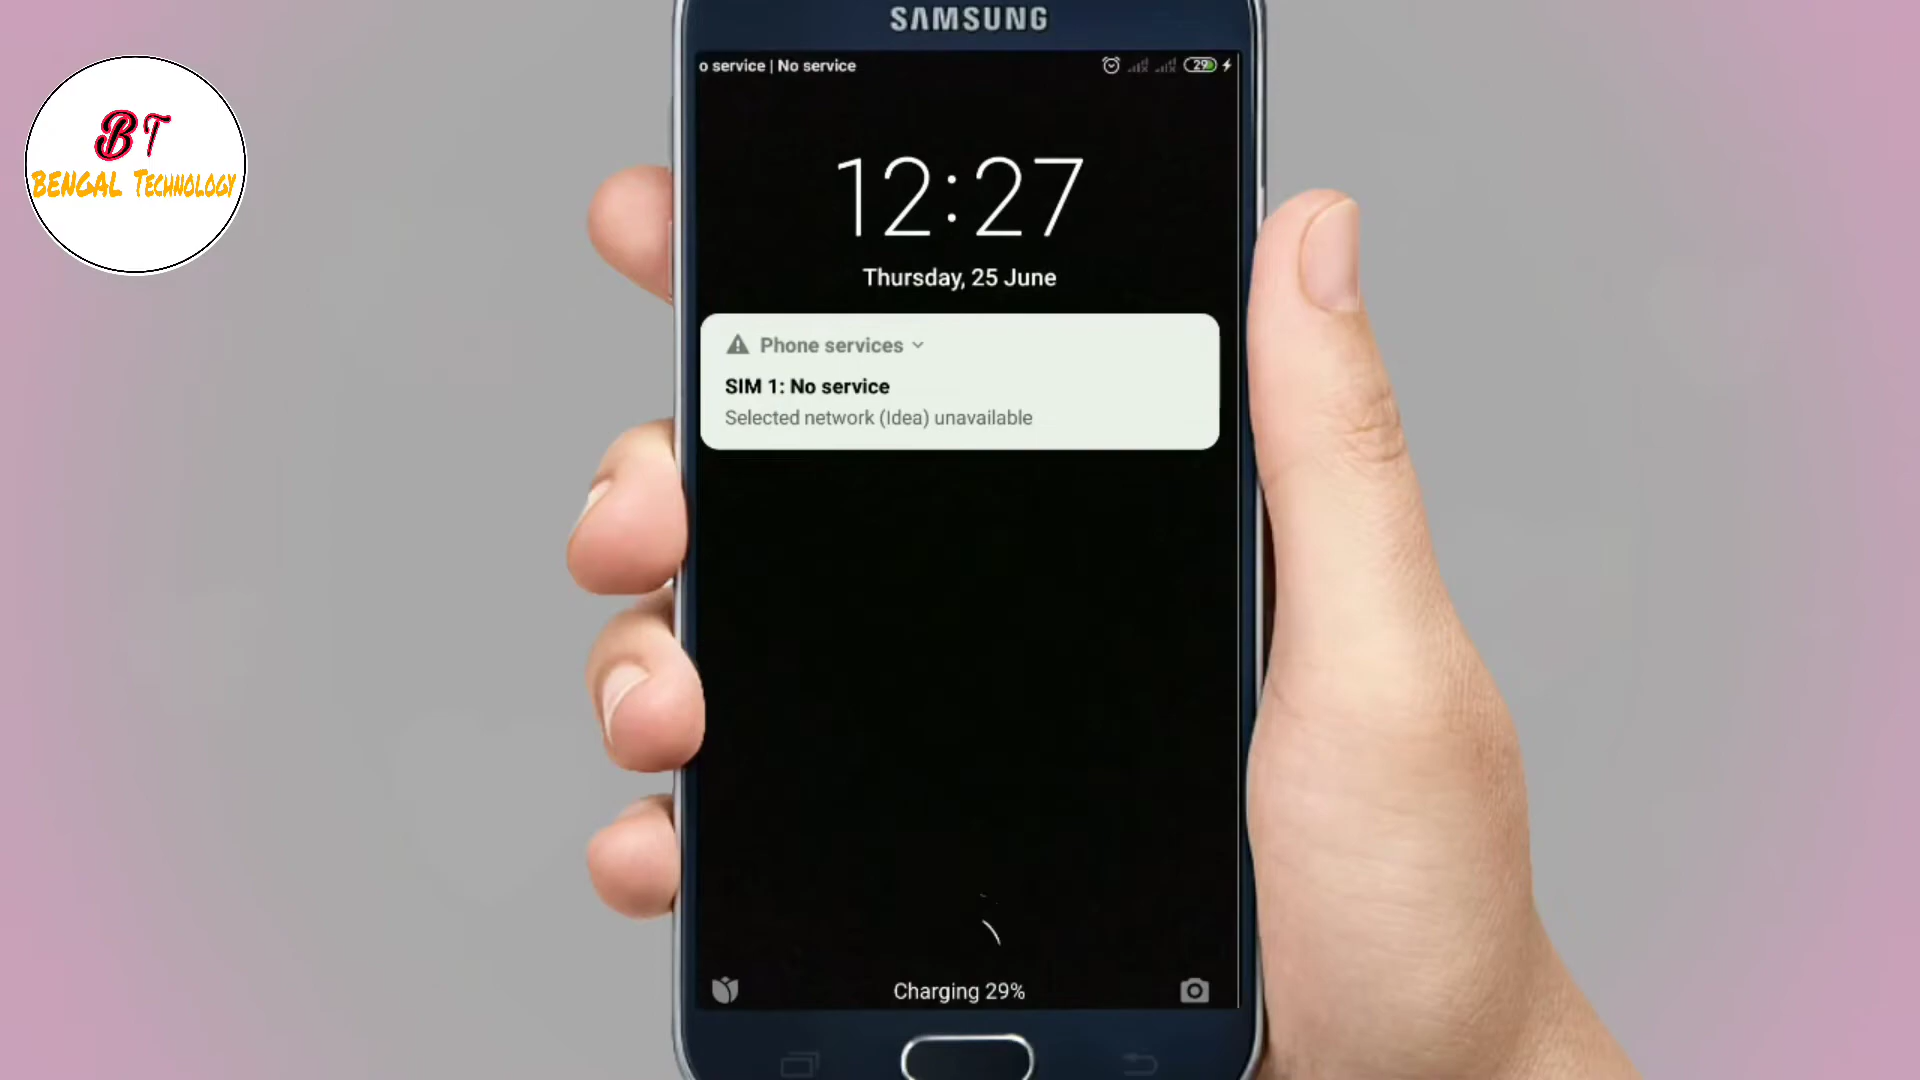 SAMSUNG
o service | No service
29
BT
BENGAL TECHNOLOGY
12:27
Thursday, 25 June
Phone services
SIM 1: No service
Selected network (Idea) unavailable
Charging 29%